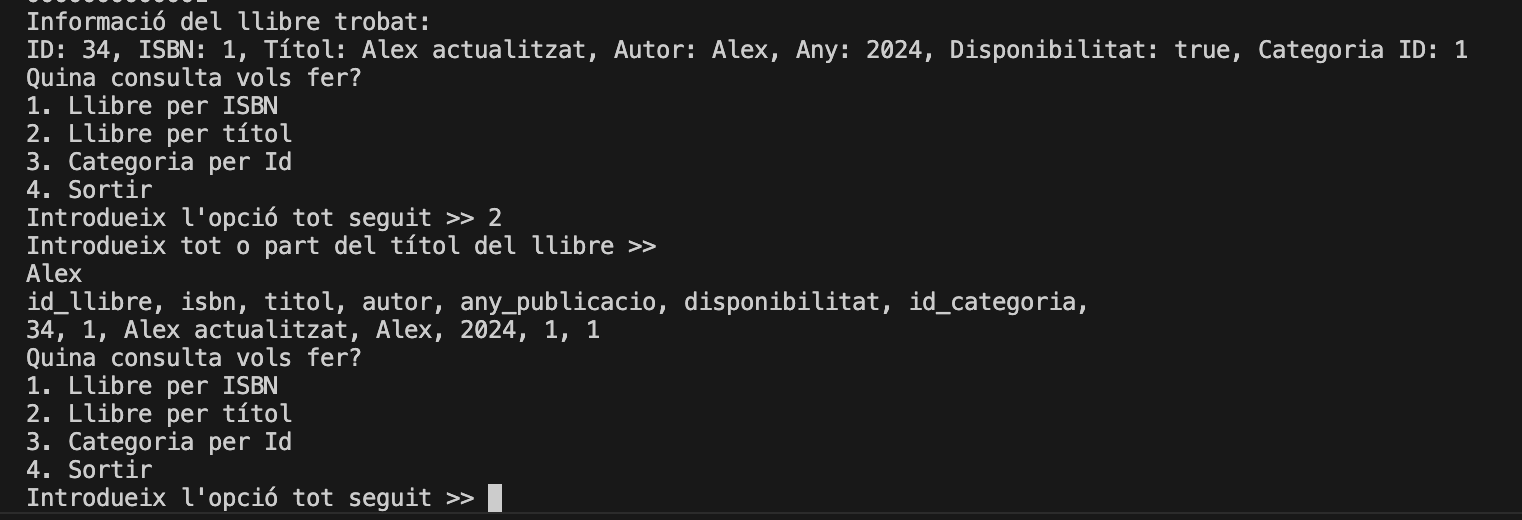 Informació del llibre trobat:
ID: 34, ISBN: 1, Títol: Alex actualitzat, Autor: Alex, Any: 2024, Disponibilitat: true, Categoria ID: 1
Quina consulta vols fer?
1. Llibre per ISBN
2. Llibre per títol
3. Categoria per Id
4. Sortir
Introdueix l'opció tot seguit >> 2
Introdueix tot o part del títol del llibre >>
Alex
id_llibre, isbn, titol, autor, any_publicacio, disponibilitat, id_categoria,
34, 1, Alex actualitzat, Alex, 2024, 1, 1
Quina consulta vols fer?
1. Llibre per ISBN
2. Llibre per títol
3. Categoria per Id
4. Sortir
Introdueix l'opció tot seguit >>